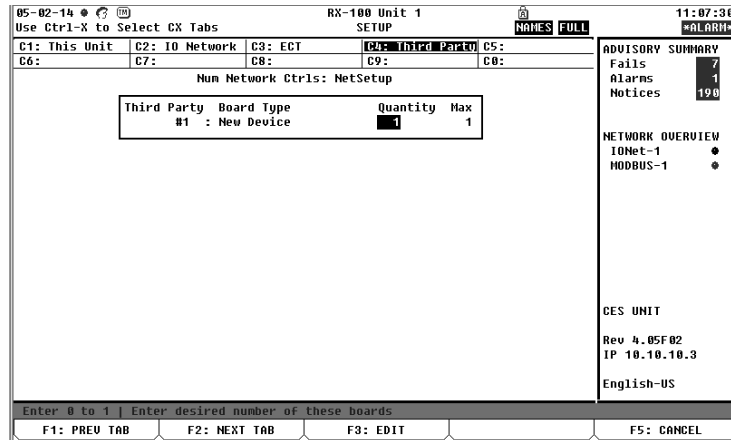 05-02-14 TM RX-100 Unit 1 A 11:07:30
Use Ctrl-X to Select CX Tabs SETUP NAMES FULL *ALARM*
C1: This Unit C2: IO Network C3: ECT C4: Third Party C5:
C6: C7: C8: C9: C0:
Num Network Ctrls: NetSetup
Third Party Board Type Quantity Max
#1 : New Device 1 1
ADVISORY SUMMARY
Fails 7
Alarms 1
Notices 190
NETWORK OVERVIEW
IONet-1
MODBUS-1
CES UNIT
Rev 4.05F02
IP 10.10.10.3
English-US
Enter 0 to 1 | Enter desired number of these boards
F1: PREV TAB F2: NEXT TAB F3: EDIT F5: CANCEL